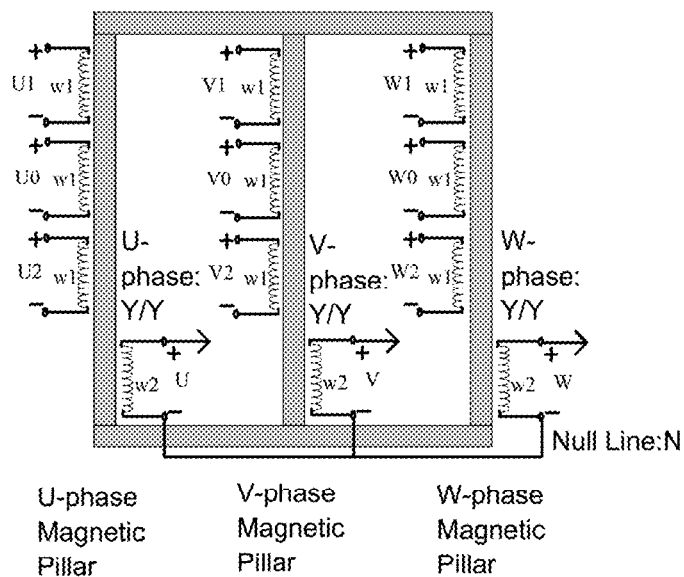 + + +
U1 w1 V1 w1 W1 w1
− − −
+ + +
U0 w1 V0 w1 W0 w1
− − −
+ + +
U2 w1 V2 w1 W2 w1
− − −
U-
phase:
Y/Y
V-
phase:
Y/Y
W-
phase:
Y/Y
+ + +
w2 U w2 V w2 W
− − −
Null Line:N
U-phase
Magnetic
Pillar
V-phase
Magnetic
Pillar
W-phase
Magnetic
Pillar